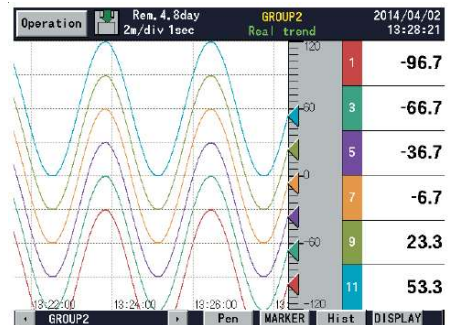 Operation
Rem. 4.8day
2m/div 1sec
GROUP2
Real trend
2014/04/02
13:28:21
120
60
0
-60
-120
1 -96.7
3 -66.7
5 -36.7
7 -6.7
9 23.3
11 53.3
13:22:00 13:24:00 13:26:00 13:
GROUP2 Pen MARKER Hist DISPLAY